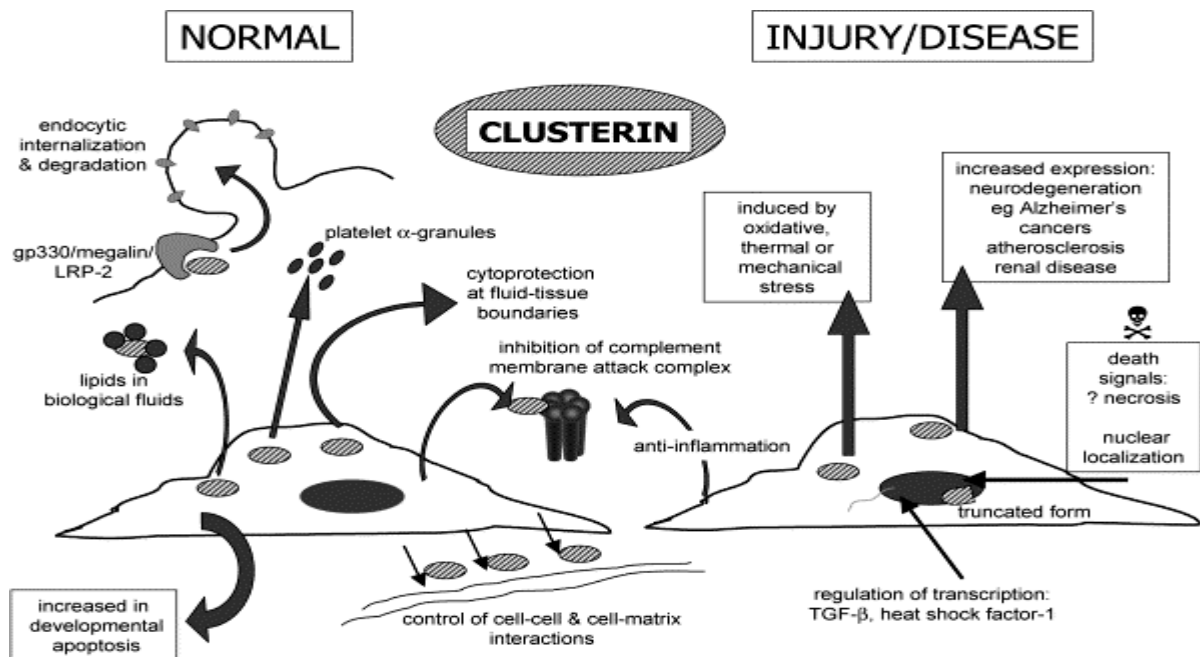 NORMAL
INJURY/DISEASE
CLUSTERIN
endocytic
internalization
& degradation
gp330/megalin/
LRP-2
platelet α-granules
cytoprotection
at fluid-tissue
boundaries
lipids in
biological fluids
inhibition of complement
membrane attack complex
anti-inflammation
increased in
developmental
apoptosis
control of cell-cell & cell-matrix
interactions
induced by
oxidative,
thermal or
mechanical
stress
increased expression:
neurodegeneration
eg Alzheimer's
cancers
atherosclerosis
renal disease
death
signals:
? necrosis
nuclear
localization
truncated form
regulation of transcription:
TGF-β, heat shock factor-1